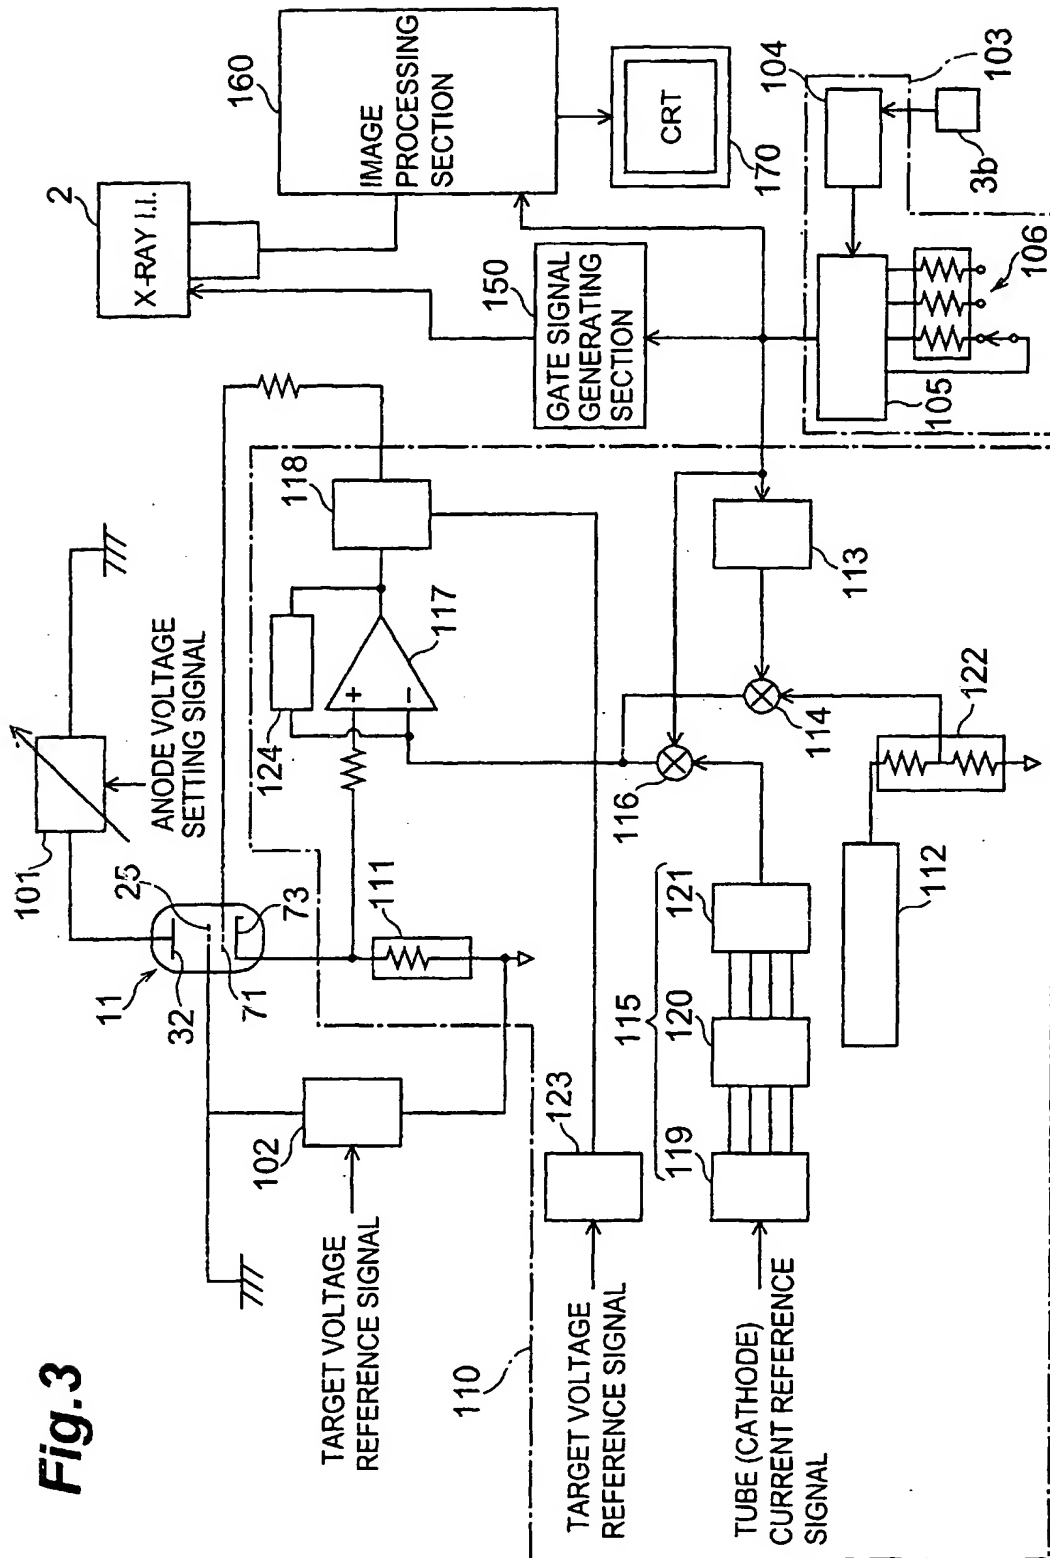 Fig.3
101
ANODE VOLTAGE
SETTING SIGNAL
11
32
25
71
73
102
TARGET VOLTAGE
REFERENCE SIGNAL
111
124
+
−
117
118
2
X-RAY I.I.
160
IMAGE
PROCESSING
SECTION
CRT
170
150
GATE SIGNAL
GENERATING
SECTION
104
103
3b
105
106
110
123
TARGET VOLTAGE
REFERENCE SIGNAL
115
119
120
121
TUBE (CATHODE)
CURRENT REFERENCE
SIGNAL
116
114
113
112
122